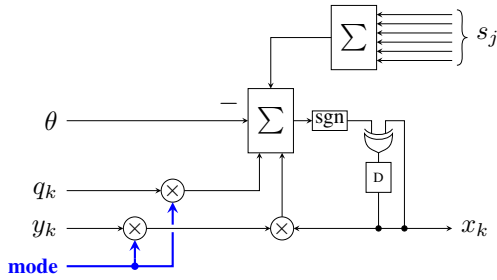 ∑ s_j
−
θ ∑ sgn
D
q_k ×
y_k × × x_k
mode